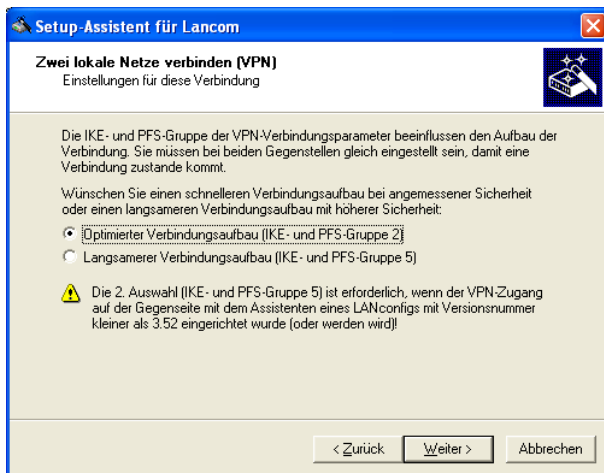 Setup-Assistent für Lancom
Zwei lokale Netze verbinden (VPN)
Einstellungen für diese Verbindung
Die IKE- und PFS-Gruppe der VPN-Verbindungsparameter beeinflussen den Aufbau der
Verbindung. Sie müssen bei beiden Gegenstellen gleich eingestellt sein, damit eine
Verbindung zustande kommt.
Wünschen Sie einen schnelleren Verbindungsaufbau bei angemessener Sicherheit
oder einen langsameren Verbindungsaufbau mit höherer Sicherheit:
Optimierter Verbindungsaufbau (IKE- und PFS-Gruppe 2)
Langsamerer Verbindungsaufbau (IKE- und PFS-Gruppe 5)
Die 2. Auswahl (IKE- und PFS-Gruppe 5) ist erforderlich, wenn der VPN-Zugang
auf der Gegenseite mit dem Assistenten eines LANconfigs mit Versionsnummer
kleiner als 3.52 eingerichtet wurde (oder werden wird)!
< Zurück Weiter > Abbrechen